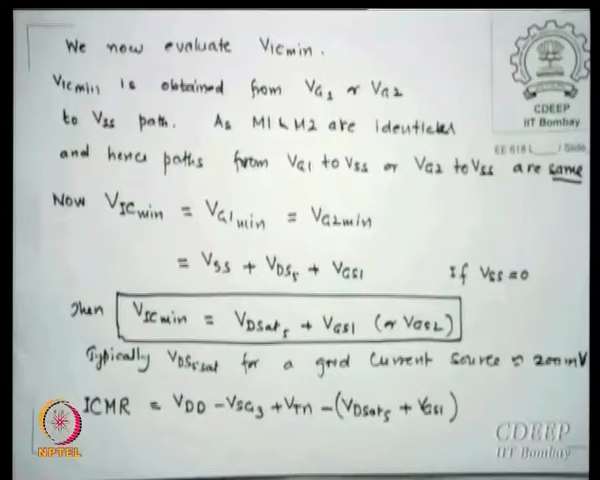 We now evaluate VICmin.
VICmin is obtained from VG1 or VG2
to VSS path. As M1 & M2 are identical
and hence paths from VG1 to VSS or VG2 to VSS are same
Now VICmin = VG1min = VG2min
= VSS + VDS5 + VGS1 If VSS = 0
Then VICmin = VDsat5 + VGS1 (or VGS2)
Typically VDS5sat for a good current source = 200mV
ICMR = VDD - VSG3 + VTn - (VDsat5 + VGS1)
CDEEP
IIT Bombay
EE 618 L___ / Slide
NPTEL
CDEEP
IIT Bombay